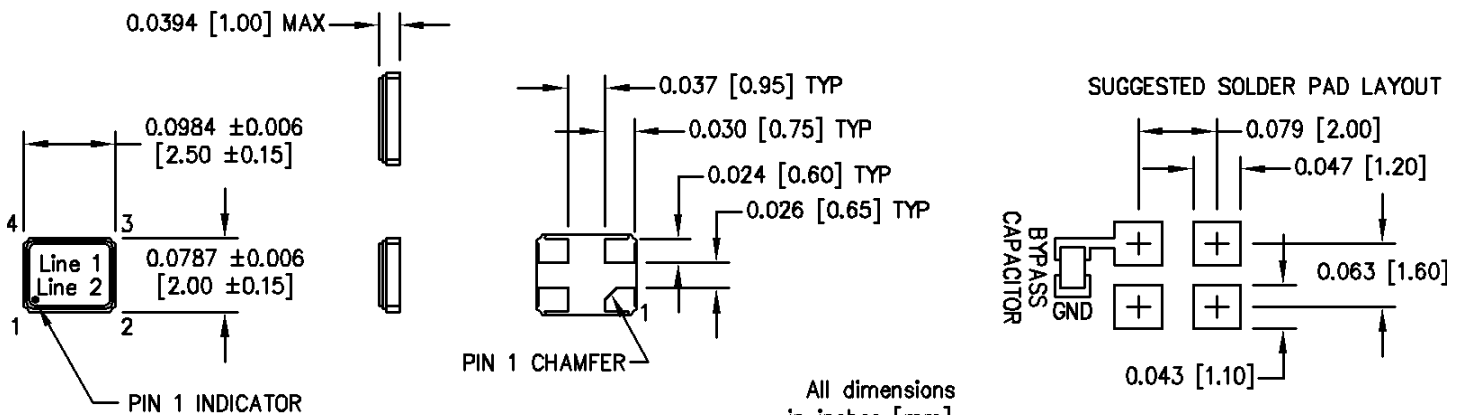 0.0394 [1.00] MAX
0.0984 ±0.006
[2.50 ±0.15]
4
3
Line 1
Line 2
0.0787 ±0.006
[2.00 ±0.15]
1
2
PIN 1 INDICATOR
0.037 [0.95] TYP
0.030 [0.75] TYP
0.024 [0.60] TYP
0.026 [0.65] TYP
1
PIN 1 CHAMFER
All dimensions
in inches [mm]
SUGGESTED SOLDER PAD LAYOUT
0.079 [2.00]
0.047 [1.20]
BYPASS
CAPACITOR
GND
0.063 [1.60]
0.043 [1.10]